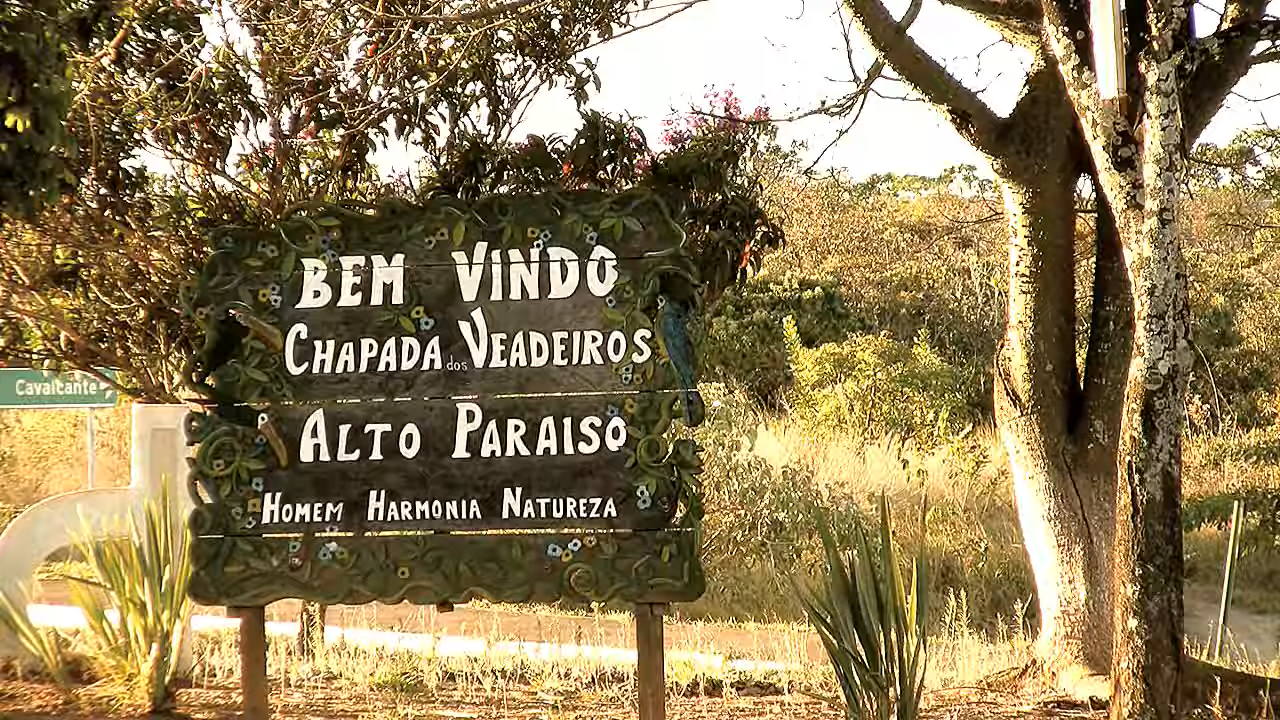 BEM VINDO
CHAPADA dos VEADEIROS
ALTO PARAISO
HOMEM HARMONIA NATUREZA
Cavalcante